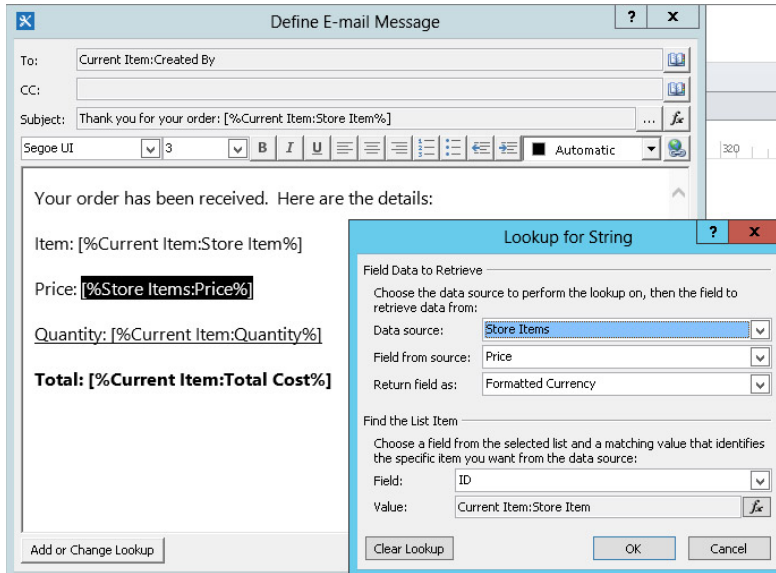 Define E-mail Message
? x
To: Current Item:Created By
CC:
Subject: Thank you for your order: [%Current Item:Store Item%] ... fx
Segoe UI 3 B I U Automatic
320
Your order has been received.  Here are the details:
Item: [%Current Item:Store Item%]
Price: [%Store Items:Price%]
Quantity: [%Current Item:Quantity%]
Total: [%Current Item:Total Cost%]
Add or Change Lookup
Lookup for String
? x
Field Data to Retrieve
Choose the data source to perform the lookup on, then the field to
retrieve data from:
Data source: Store Items
Field from source: Price
Return field as: Formatted Currency
Find the List Item
Choose a field from the selected list and a matching value that identifies
the specific item you want from the data source:
Field: ID
Value: Current Item:Store Item fx
Clear Lookup OK Cancel